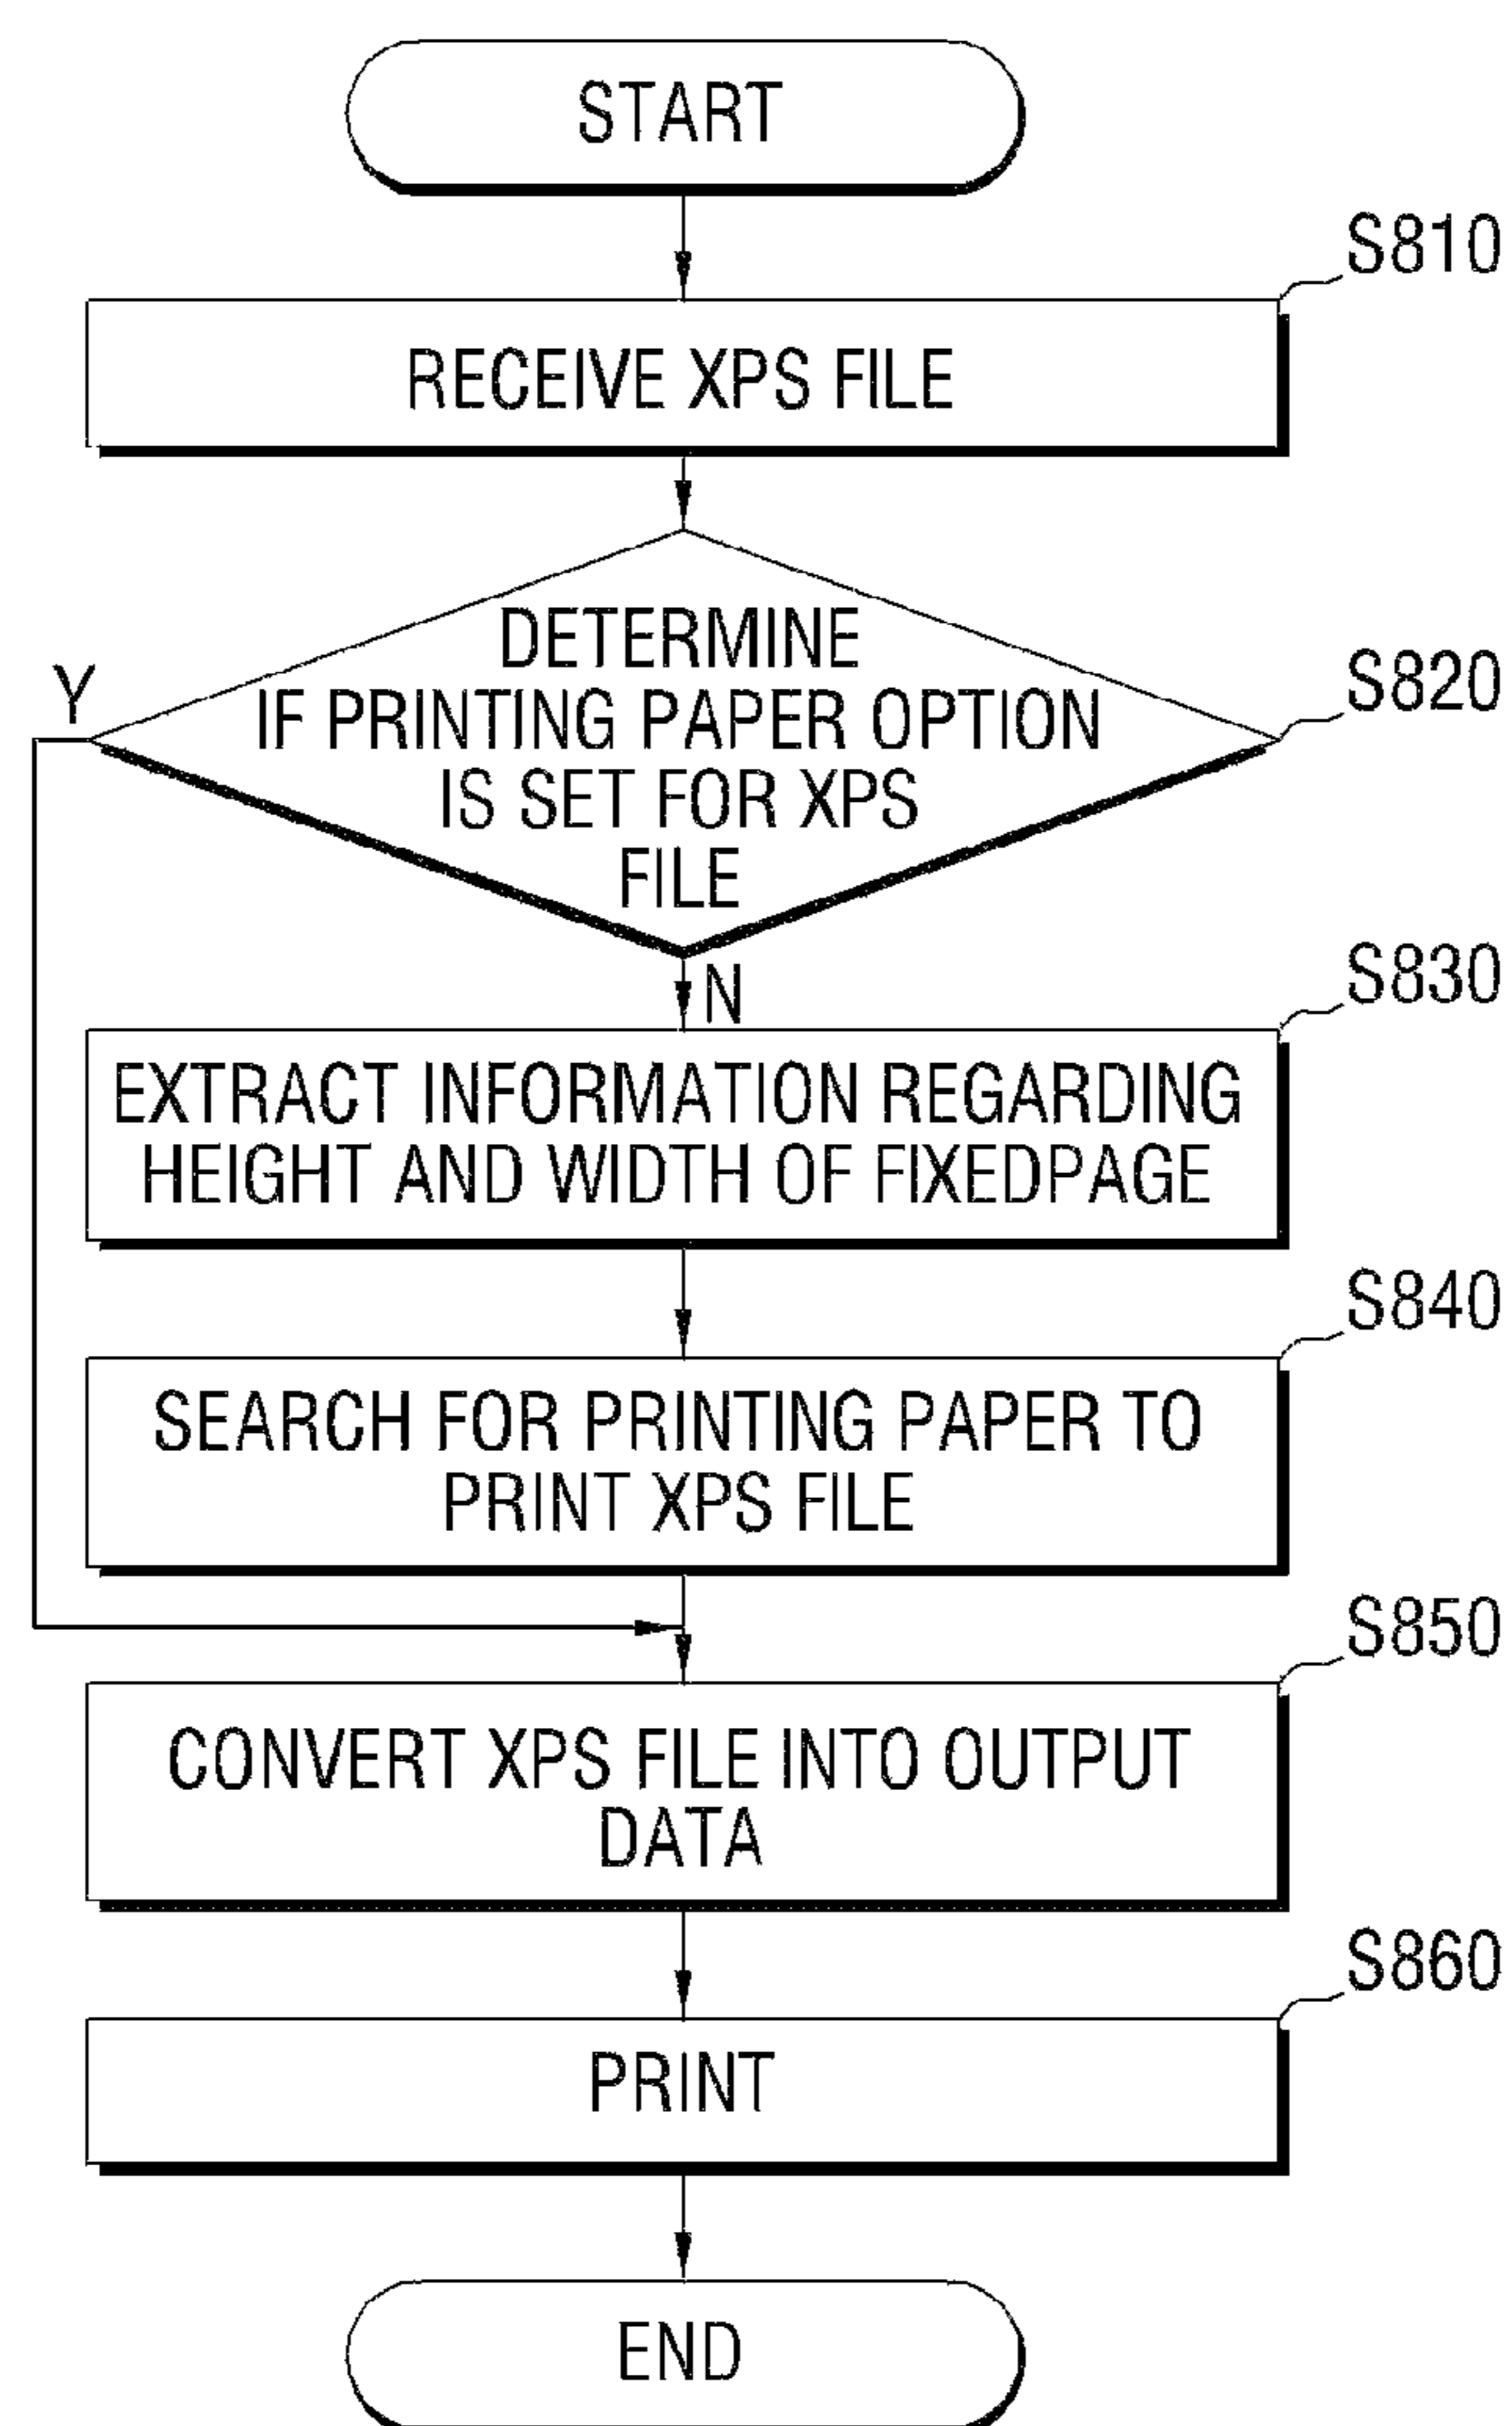 START
S810
RECEIVE XPS FILE
DETERMINE
Y
IF PRINTING PAPER OPTION
S820
IS SET FOR XPS
FILE
N
S830
EXTRACT INFORMATION REGARDING
HEIGHT AND WIDTH OF FIXEDPAGE
S840
SEARCH FOR PRINTING PAPER TO
PRINT XPS FILE
S850
CONVERT XPS FILE INTO OUTPUT
DATA
S860
PRINT
END